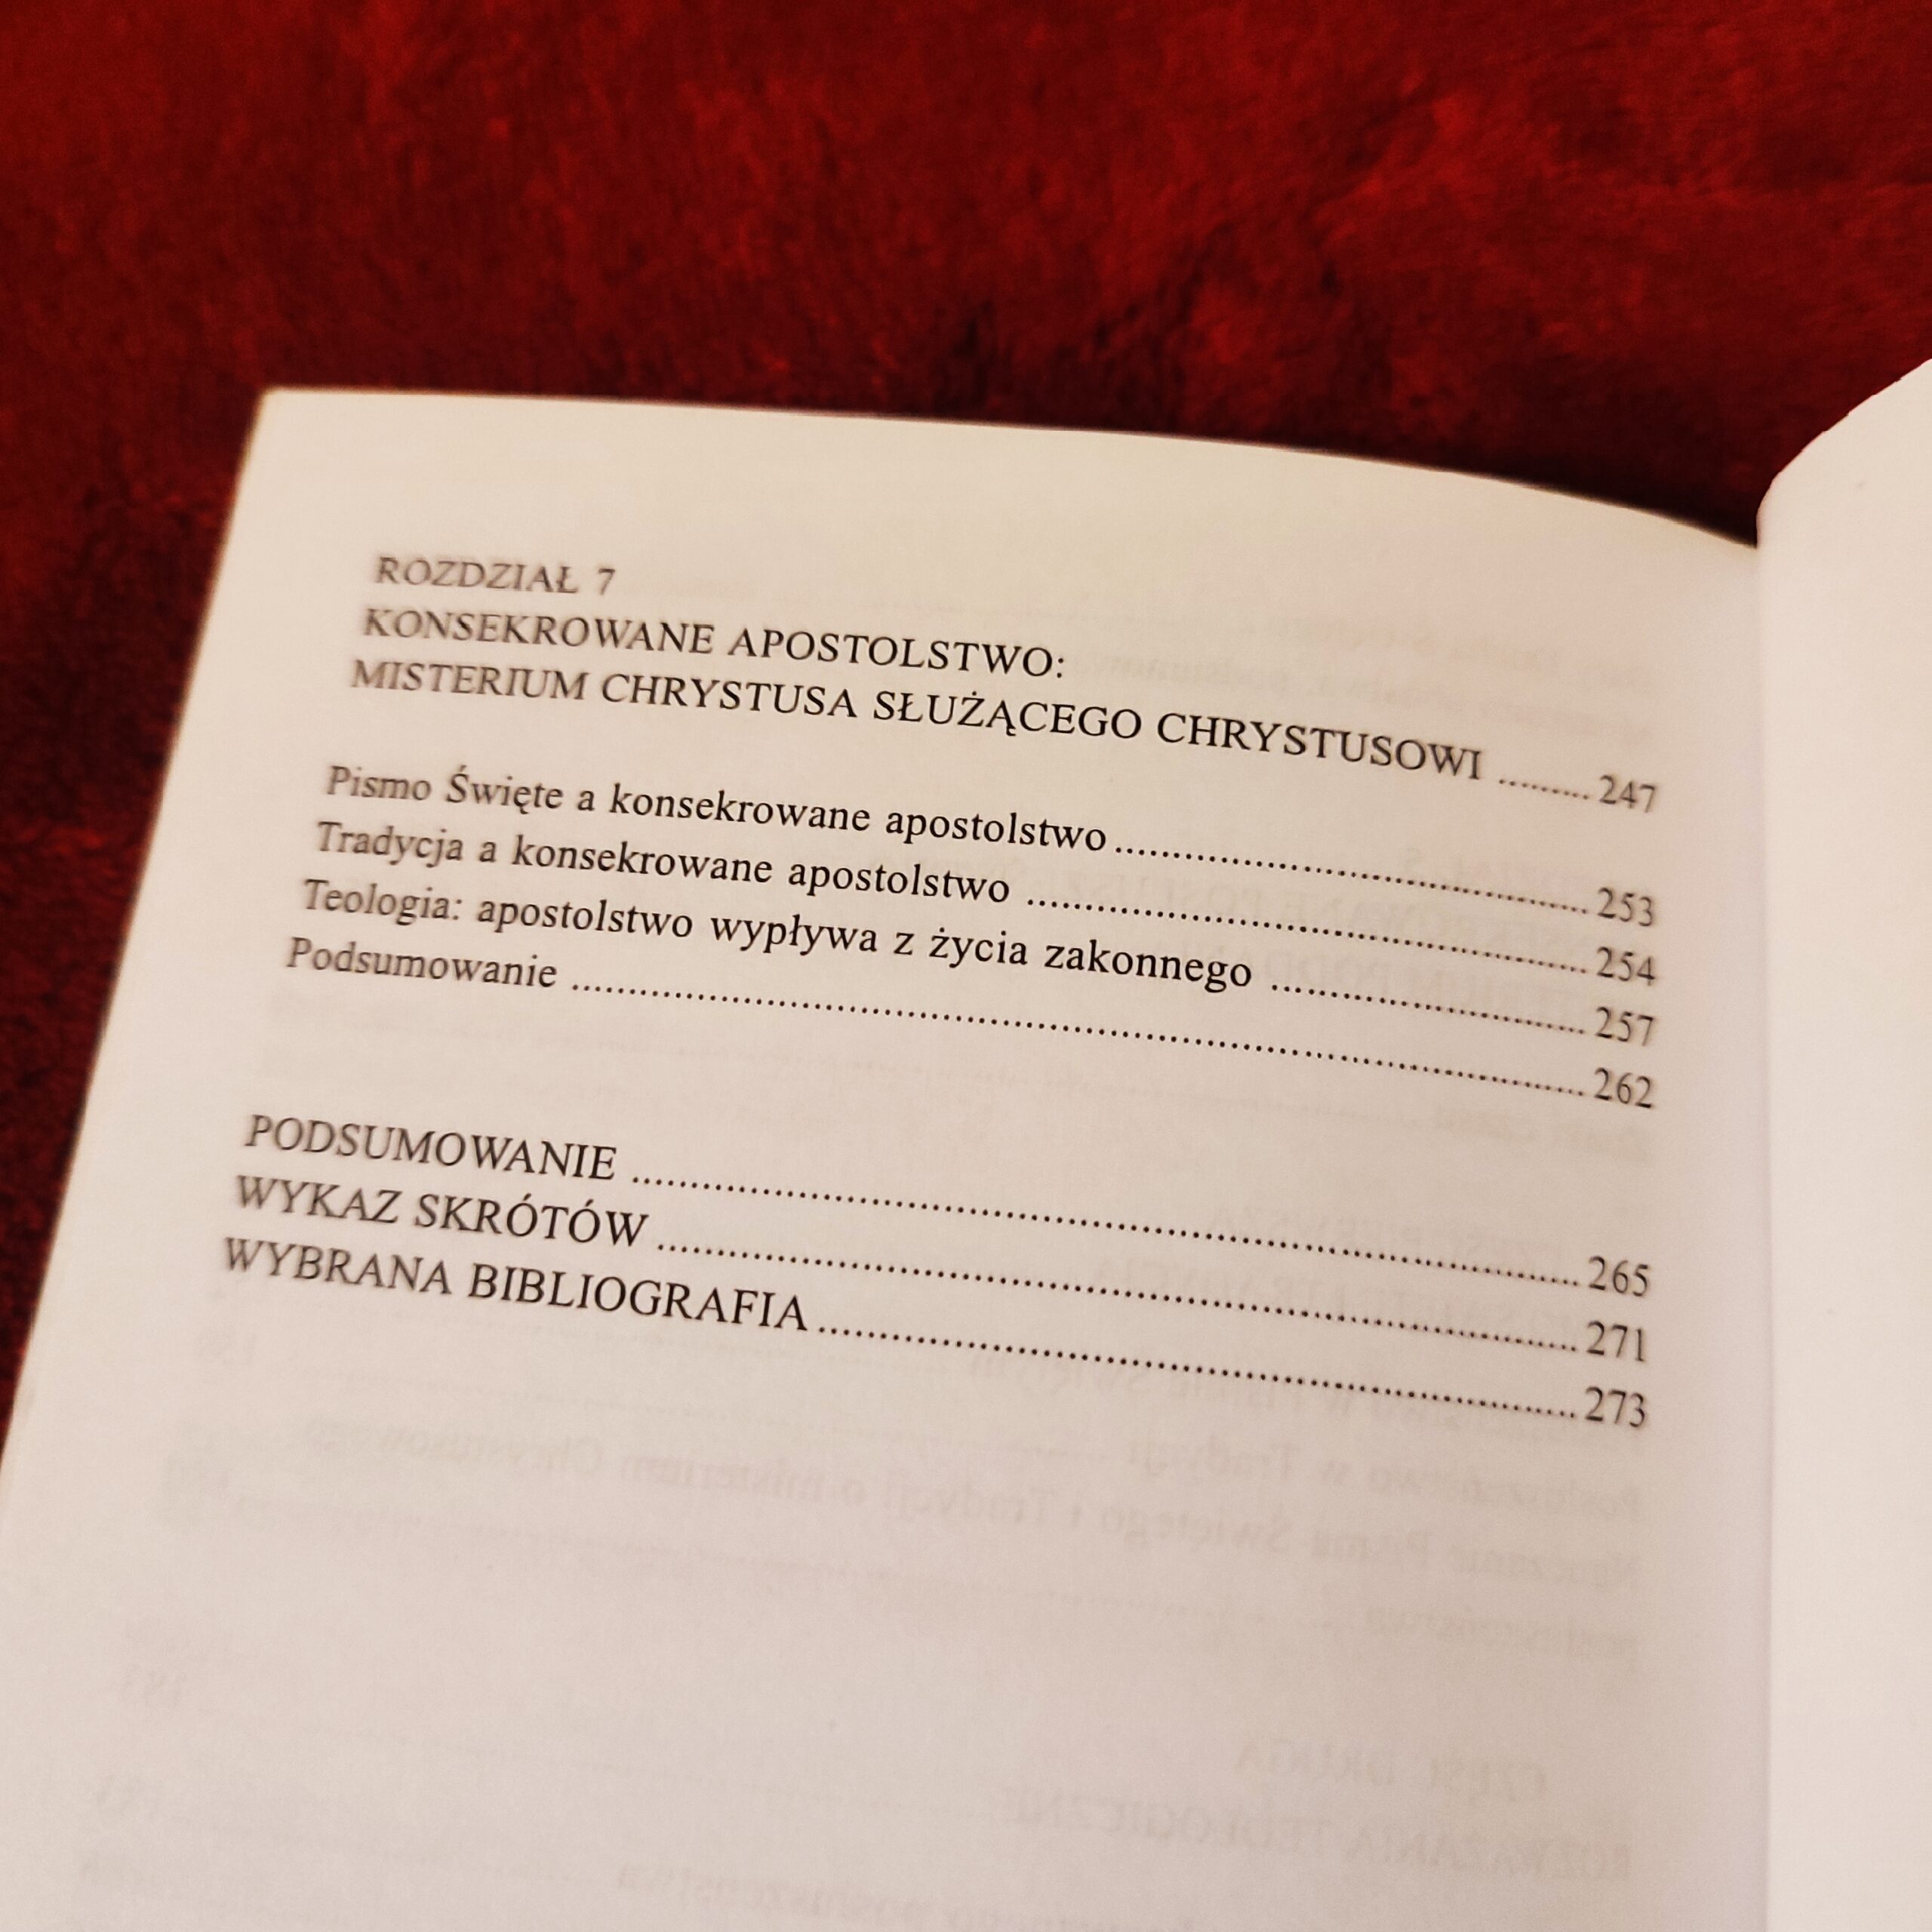 ROZDZIAŁ 7
KONSEKROWANE APOSTOLSTWO:
MISTERIUM CHRYSTUSA SŁUŻĄCEGO CHRYSTUSOWI ......... 247
Pismo Święte a konsekrowane apostolstwo ........................................ 253
Tradycja a konsekrowane apostolstwo ............................................... 254
Teologia: apostolstwo wypływa z życia zakonnego ........................... 257
Podsumowanie ................................................................................... 262
PODSUMOWANIE ............................................................................... 265
WYKAZ SKRÓTÓW ............................................................................. 271
WYBRANA BIBLIOGRAFIA ................................................................ 273